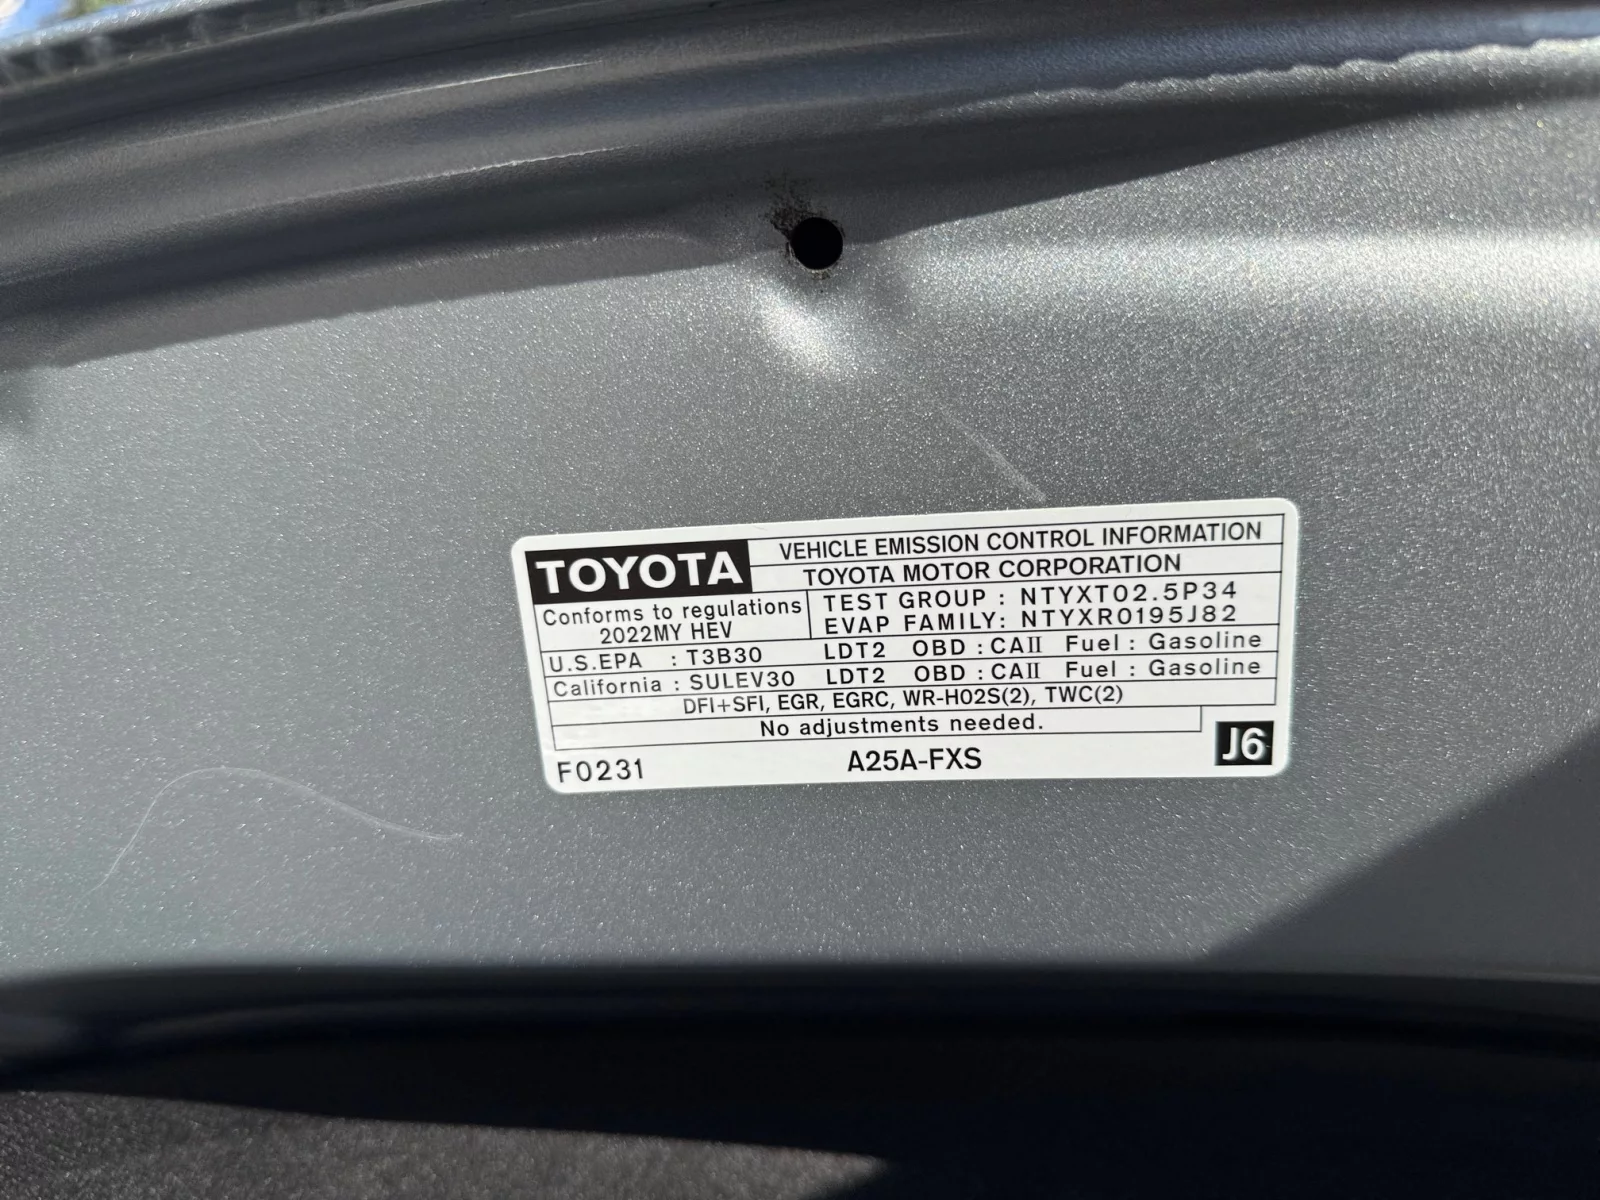 TOYOTA
VEHICLE EMISSION CONTROL INFORMATION
TOYOTA MOTOR CORPORATION
Conforms to regulations
2022MY HEV
TEST GROUP : NTYXT02.5P34
EVAP FAMILY: NTYXR0195J82
U.S.EPA : T3B30 LDT2 OBD : CAII Fuel : Gasoline
California : SULEV30 LDT2 OBD : CAII Fuel : Gasoline
DFI+SFI, EGR, EGRC, WR-HO2S(2), TWC(2)
No adjustments needed.
F0231 A25A-FXS J6